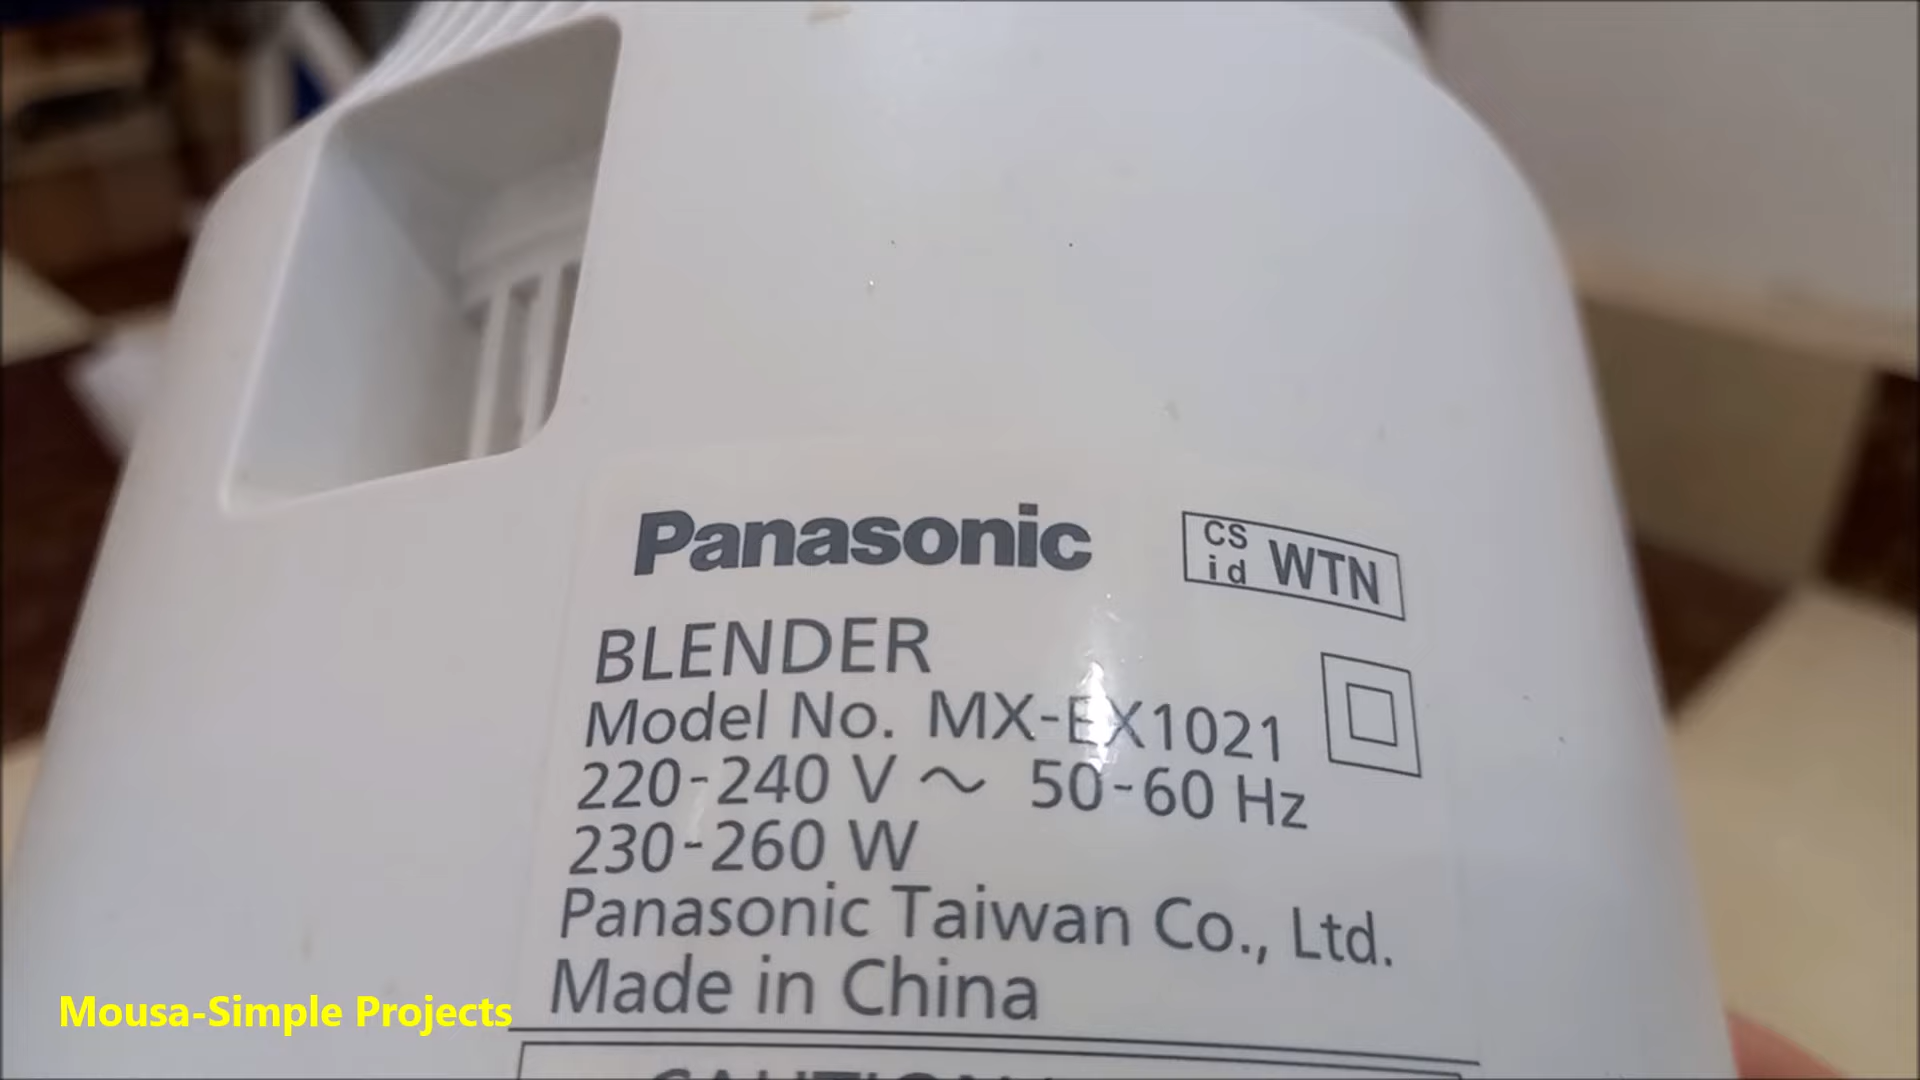 Panasonic
CS
id WTN
BLENDER
Model No. MX-EX1021
220-240 V ~ 50-60 Hz
230-260 W
Panasonic Taiwan Co., Ltd.
Made in China
CAUTION
Mousa-Simple Projects